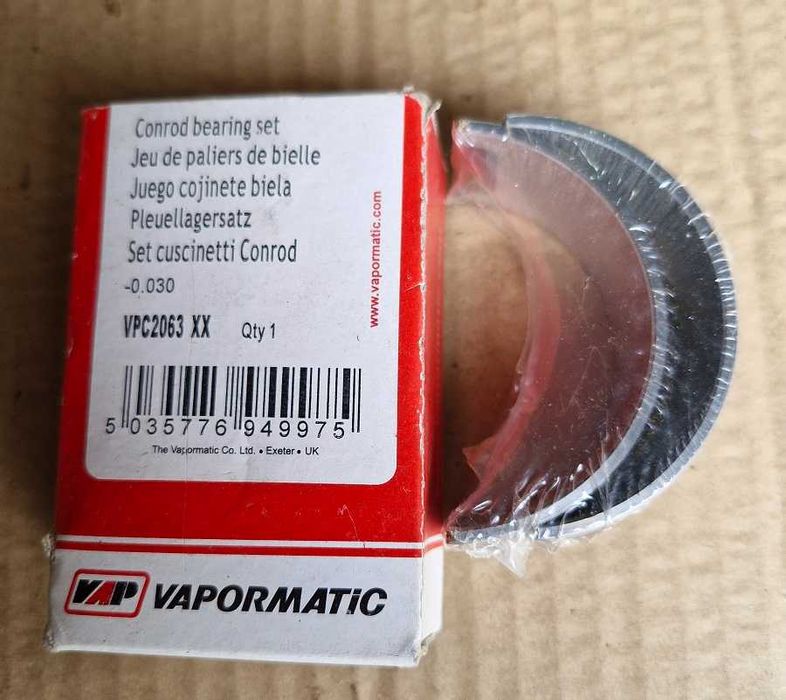 Conrod bearing set
Jeu de paliers de bielle
Juego cojinete biela
Pleuellagersatz
Set cuscinetti Conrod
-0.030
VPC2063 XX Qty 1
5 035776 949975
The Vapormatic Co. Ltd. • Exeter • UK
www.vapormatic.com
VAP VAPORMATiC